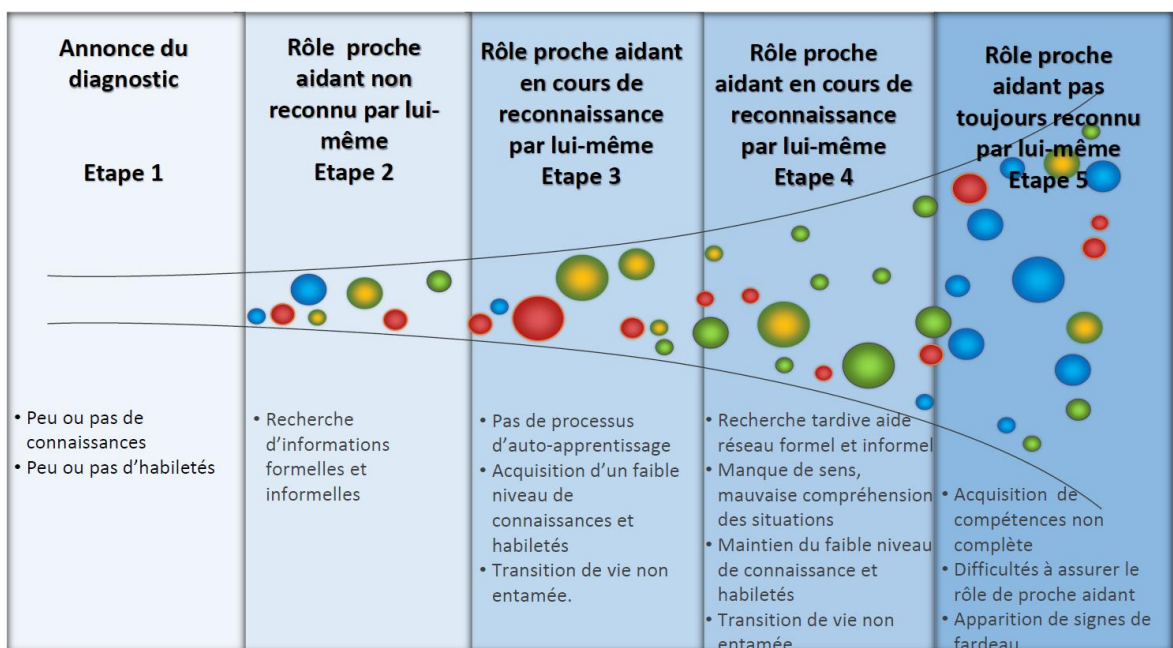 Annonce du
diagnostic
Etape 1
• Peu ou pas de
connaissances
• Peu ou pas d’habiletés
Rôle proche
aidant non
reconnu par lui-
même
Etape 2
• Recherche
d’informations
formelles et
informelles
Rôle proche aidant
en cours de
reconnaissance
par lui-même
Etape 3
• Pas de processus
d’auto-apprentissage
• Acquisition d’un faible
niveau de
connaissances et
habiletés
• Transition de vie non
entamée.
Rôle proche
aidant en cours de
reconnaissance
par lui-même
Etape 4
• Recherche tardive aide
réseau formel et informel
• Manque de sens,
mauvaise compréhension
des situations
• Maintien du faible niveau
de connaissance et
habiletés
• Transition de vie non
entamée
Rôle proche
aidant pas
toujours reconnu
par lui-même
Etape 5
• Acquisition de
compétences non
complète
• Difficultés à assurer le
rôle de proche aidant
• Apparition de signes de
fardeau